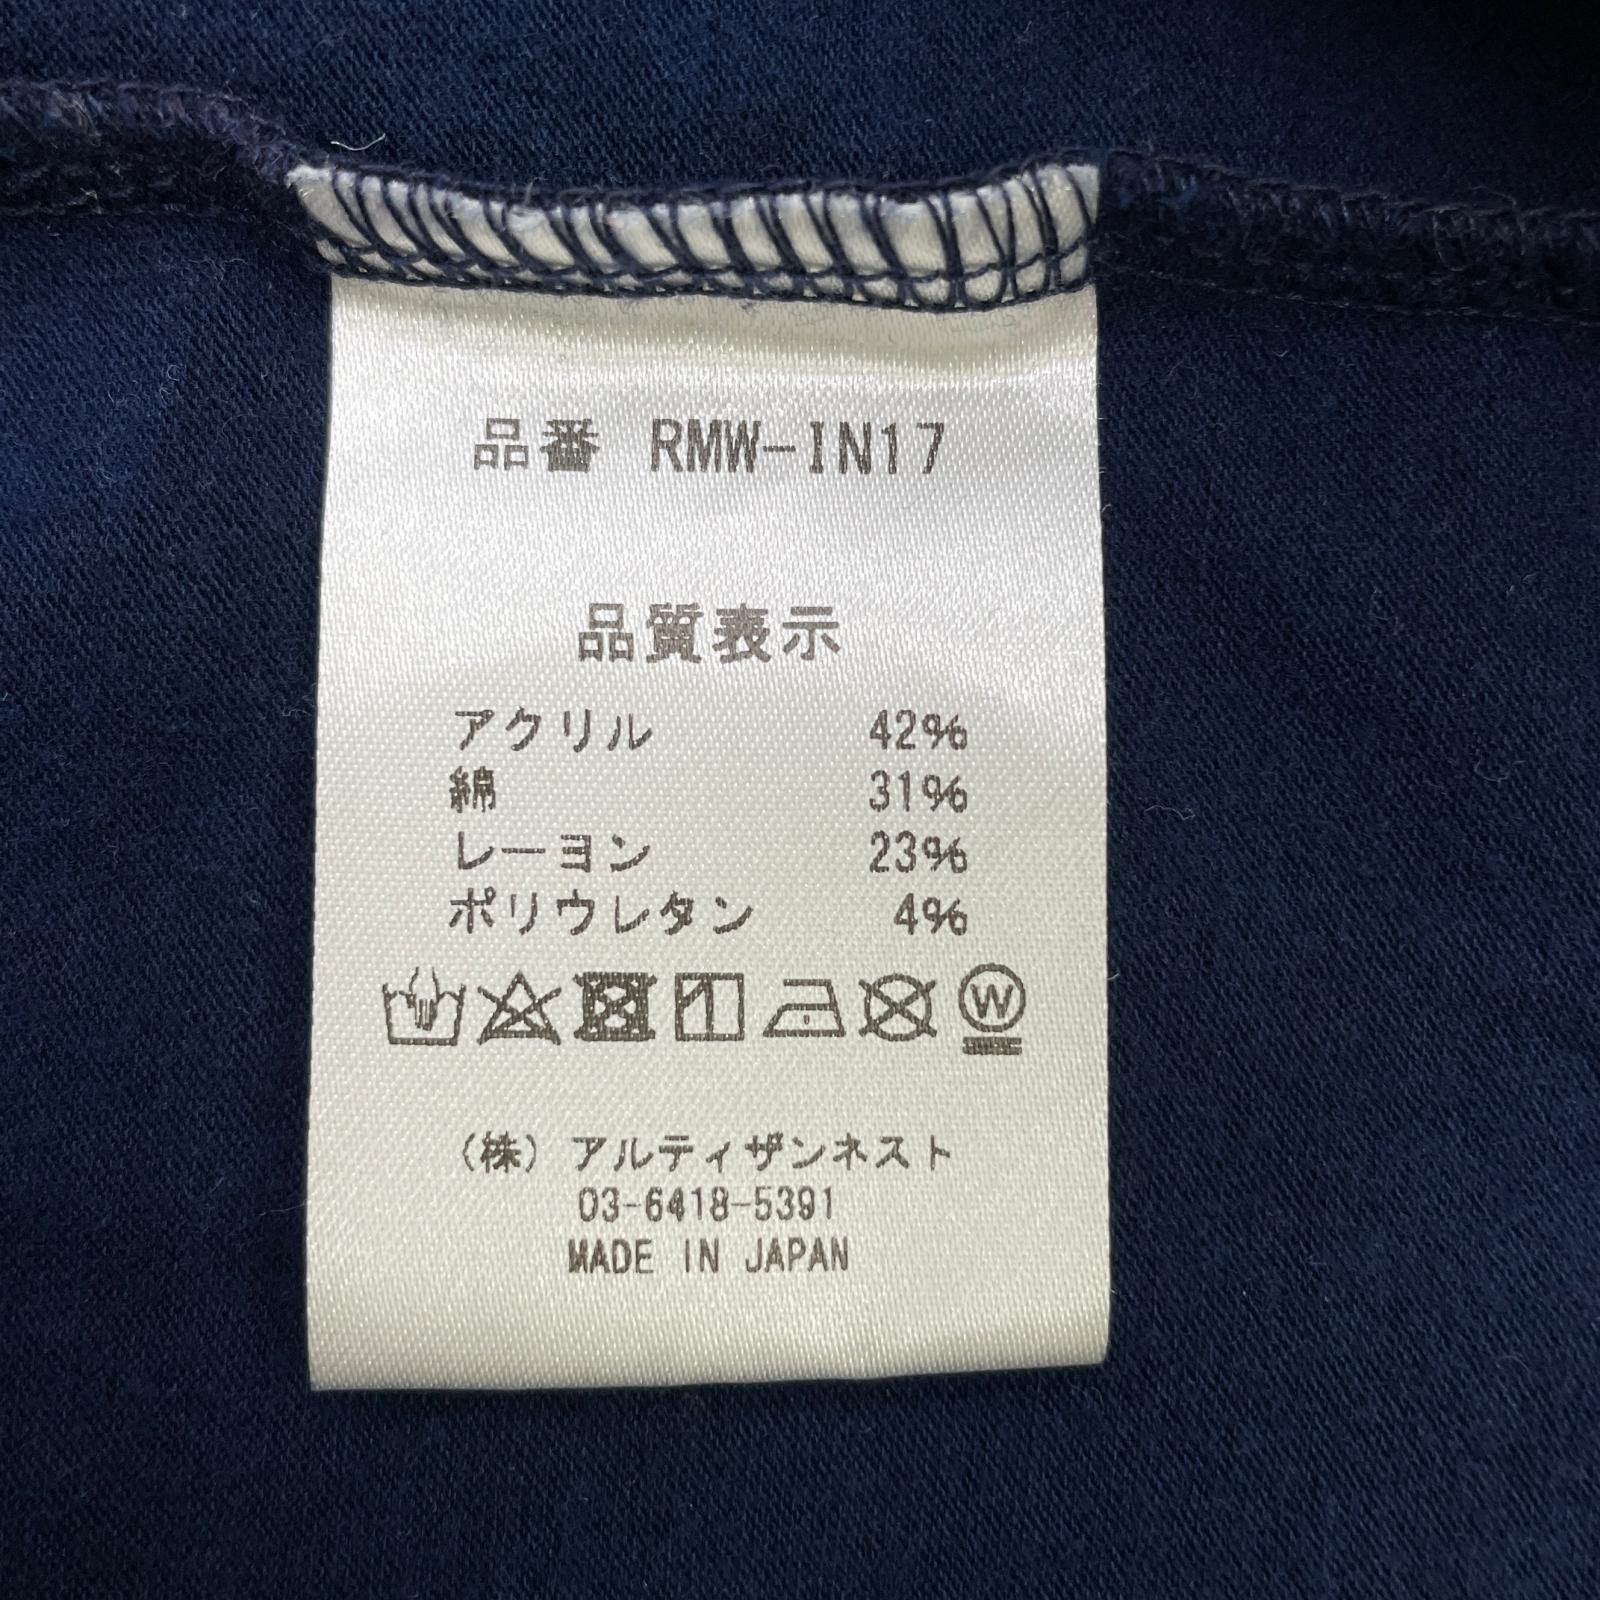 品番 RMW-IN17
品質表示
アクリル 42%
綿 31%
レーヨン 23%
ポリウレタン 4%
W
(株) アルティザンネスト
03-6418-5391
MADE IN JAPAN